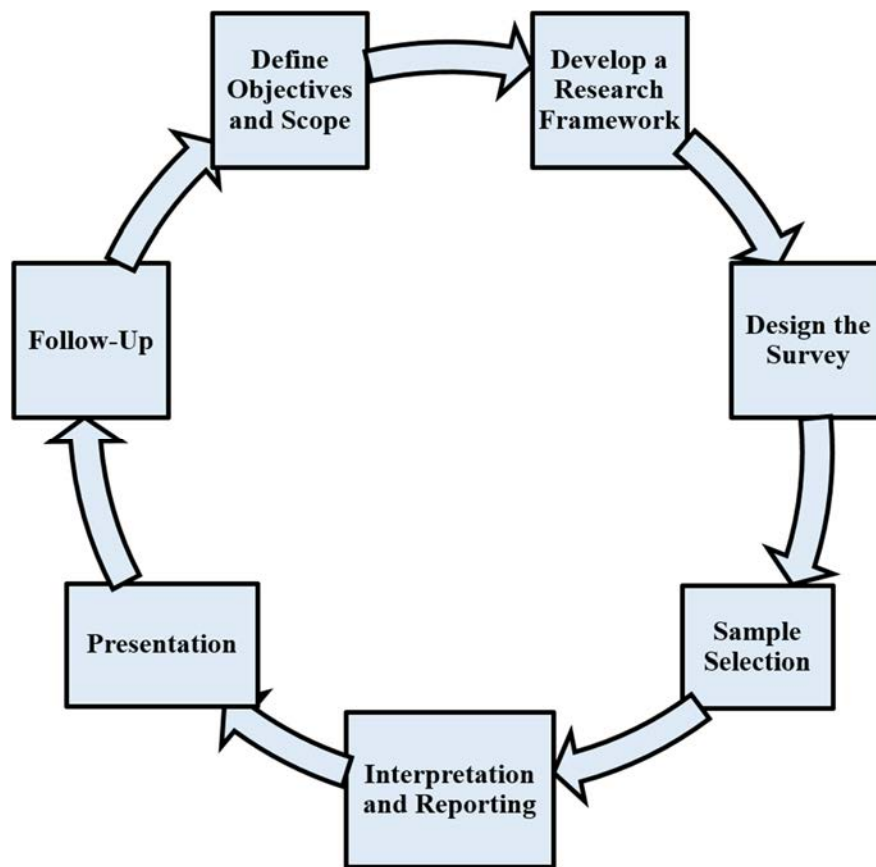 Define
Objectives
and Scope
Develop a
Research
Framework
Design the
Survey
Sample
Selection
Interpretation
and Reporting
Presentation
Follow-Up